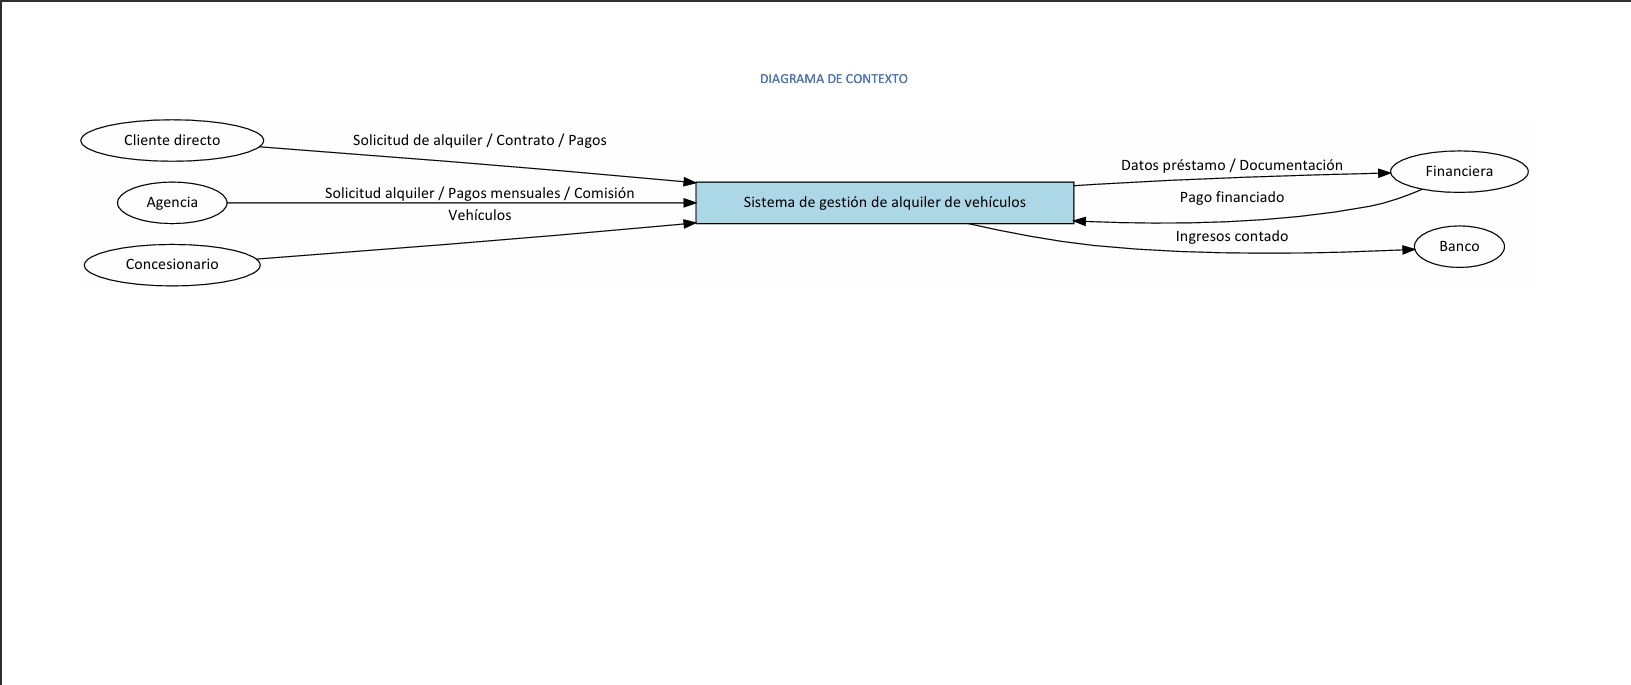 DIAGRAMA DE CONTEXTO
Cliente directo
Solicitud de alquiler / Contrato / Pagos
Agencia
Solicitud alquiler / Pagos mensuales / Comisión
Vehículos
Concesionario
Sistema de gestión de alquiler de vehículos
Datos préstamo / Documentación
Financiera
Pago financiado
Ingresos contado
Banco